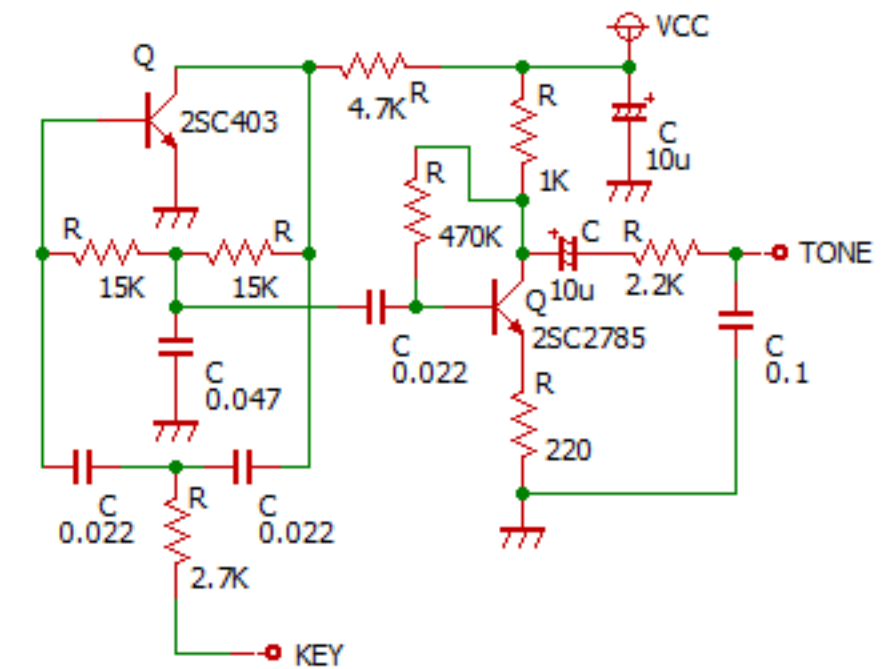 VCC
Q
R
R
4.7K
2SC403
C
10u
R
1K
R
R
R
470K
C
R
TONE
15K
15K
Q
10u
2.2K
2SC2785
C
0.022
C
0.1
C
0.047
R
220
C
0.022
R
C
0.022
2.7K
KEY